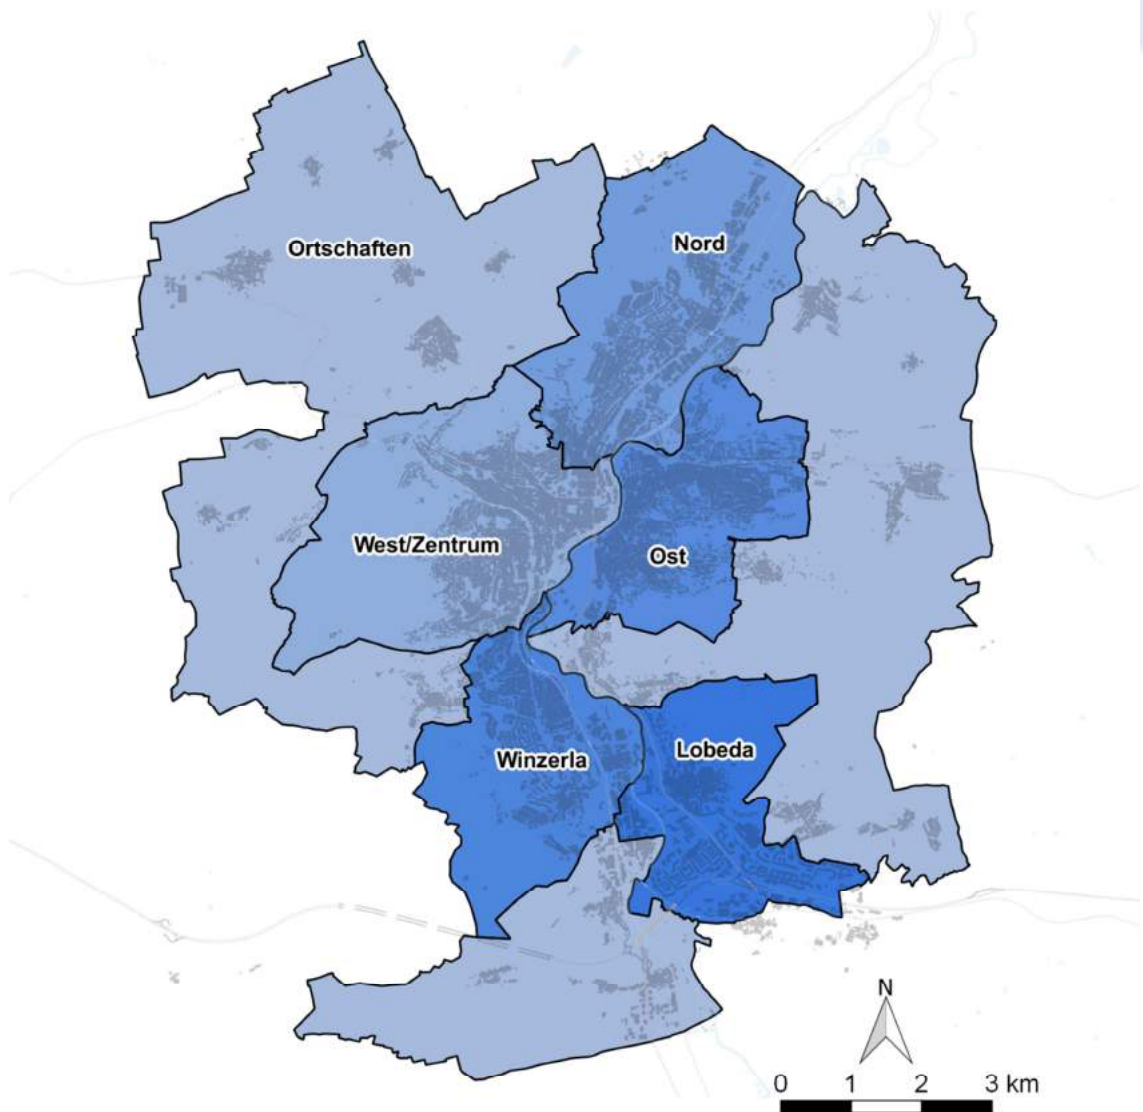 Ortschaften
Nord
West/Zentrum
Ost
Winzerla
Lobeda
N
0 1 2 3 km